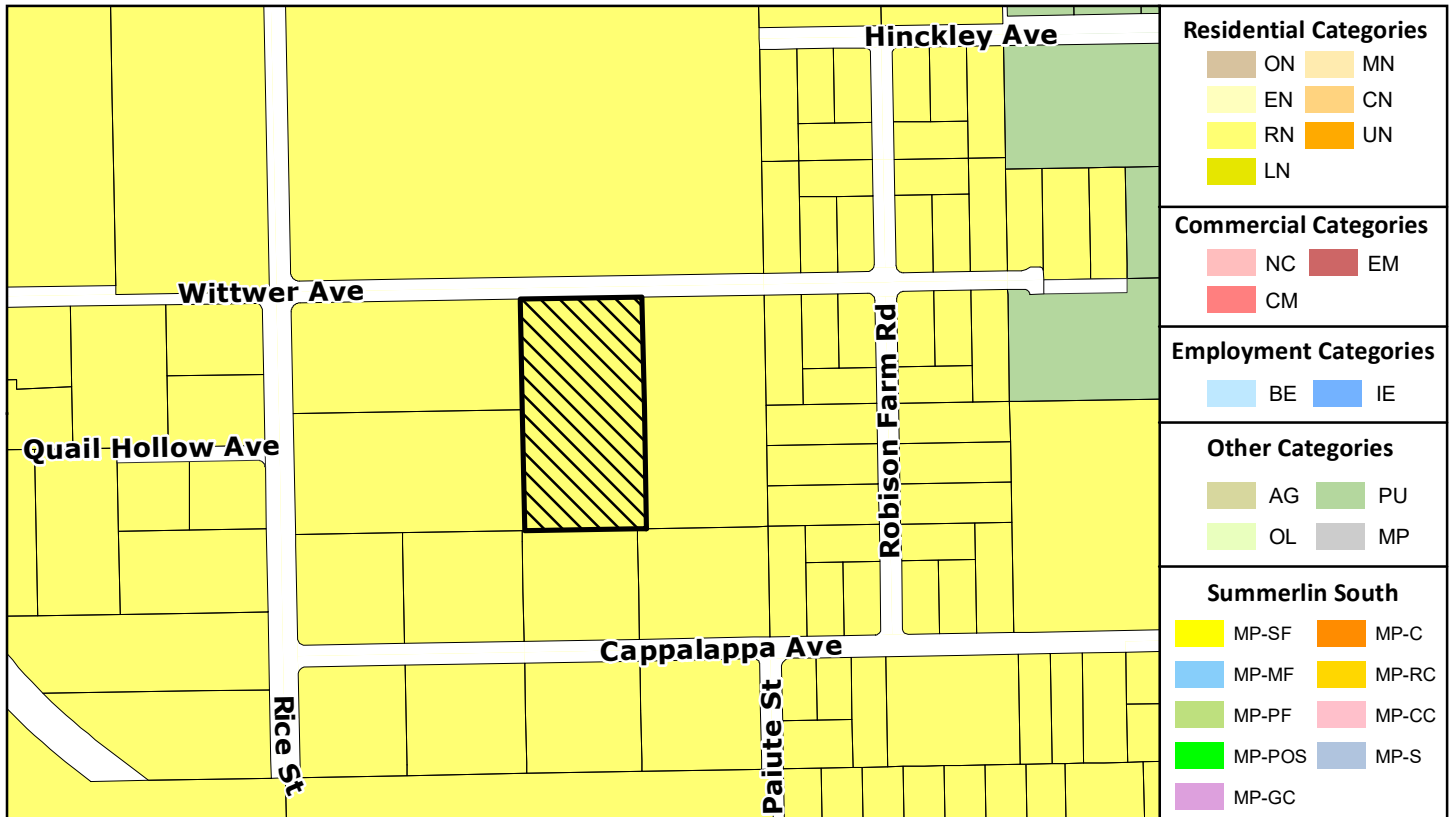 Hinckley Ave
Wittwer Ave
Robison Farm Rd
Quail Hollow Ave
Cappalappa Ave
Rice St
Paiute St
Residential Categories
ON MN
EN CN
RN UN
LN
Commercial Categories
NC EM
CM
Employment Categories
BE IE
Other Categories
AG PU
OL MP
Summerlin South
MP-SF MP-C
MP-MF MP-RC
MP-PF MP-CC
MP-POS MP-S
MP-GC